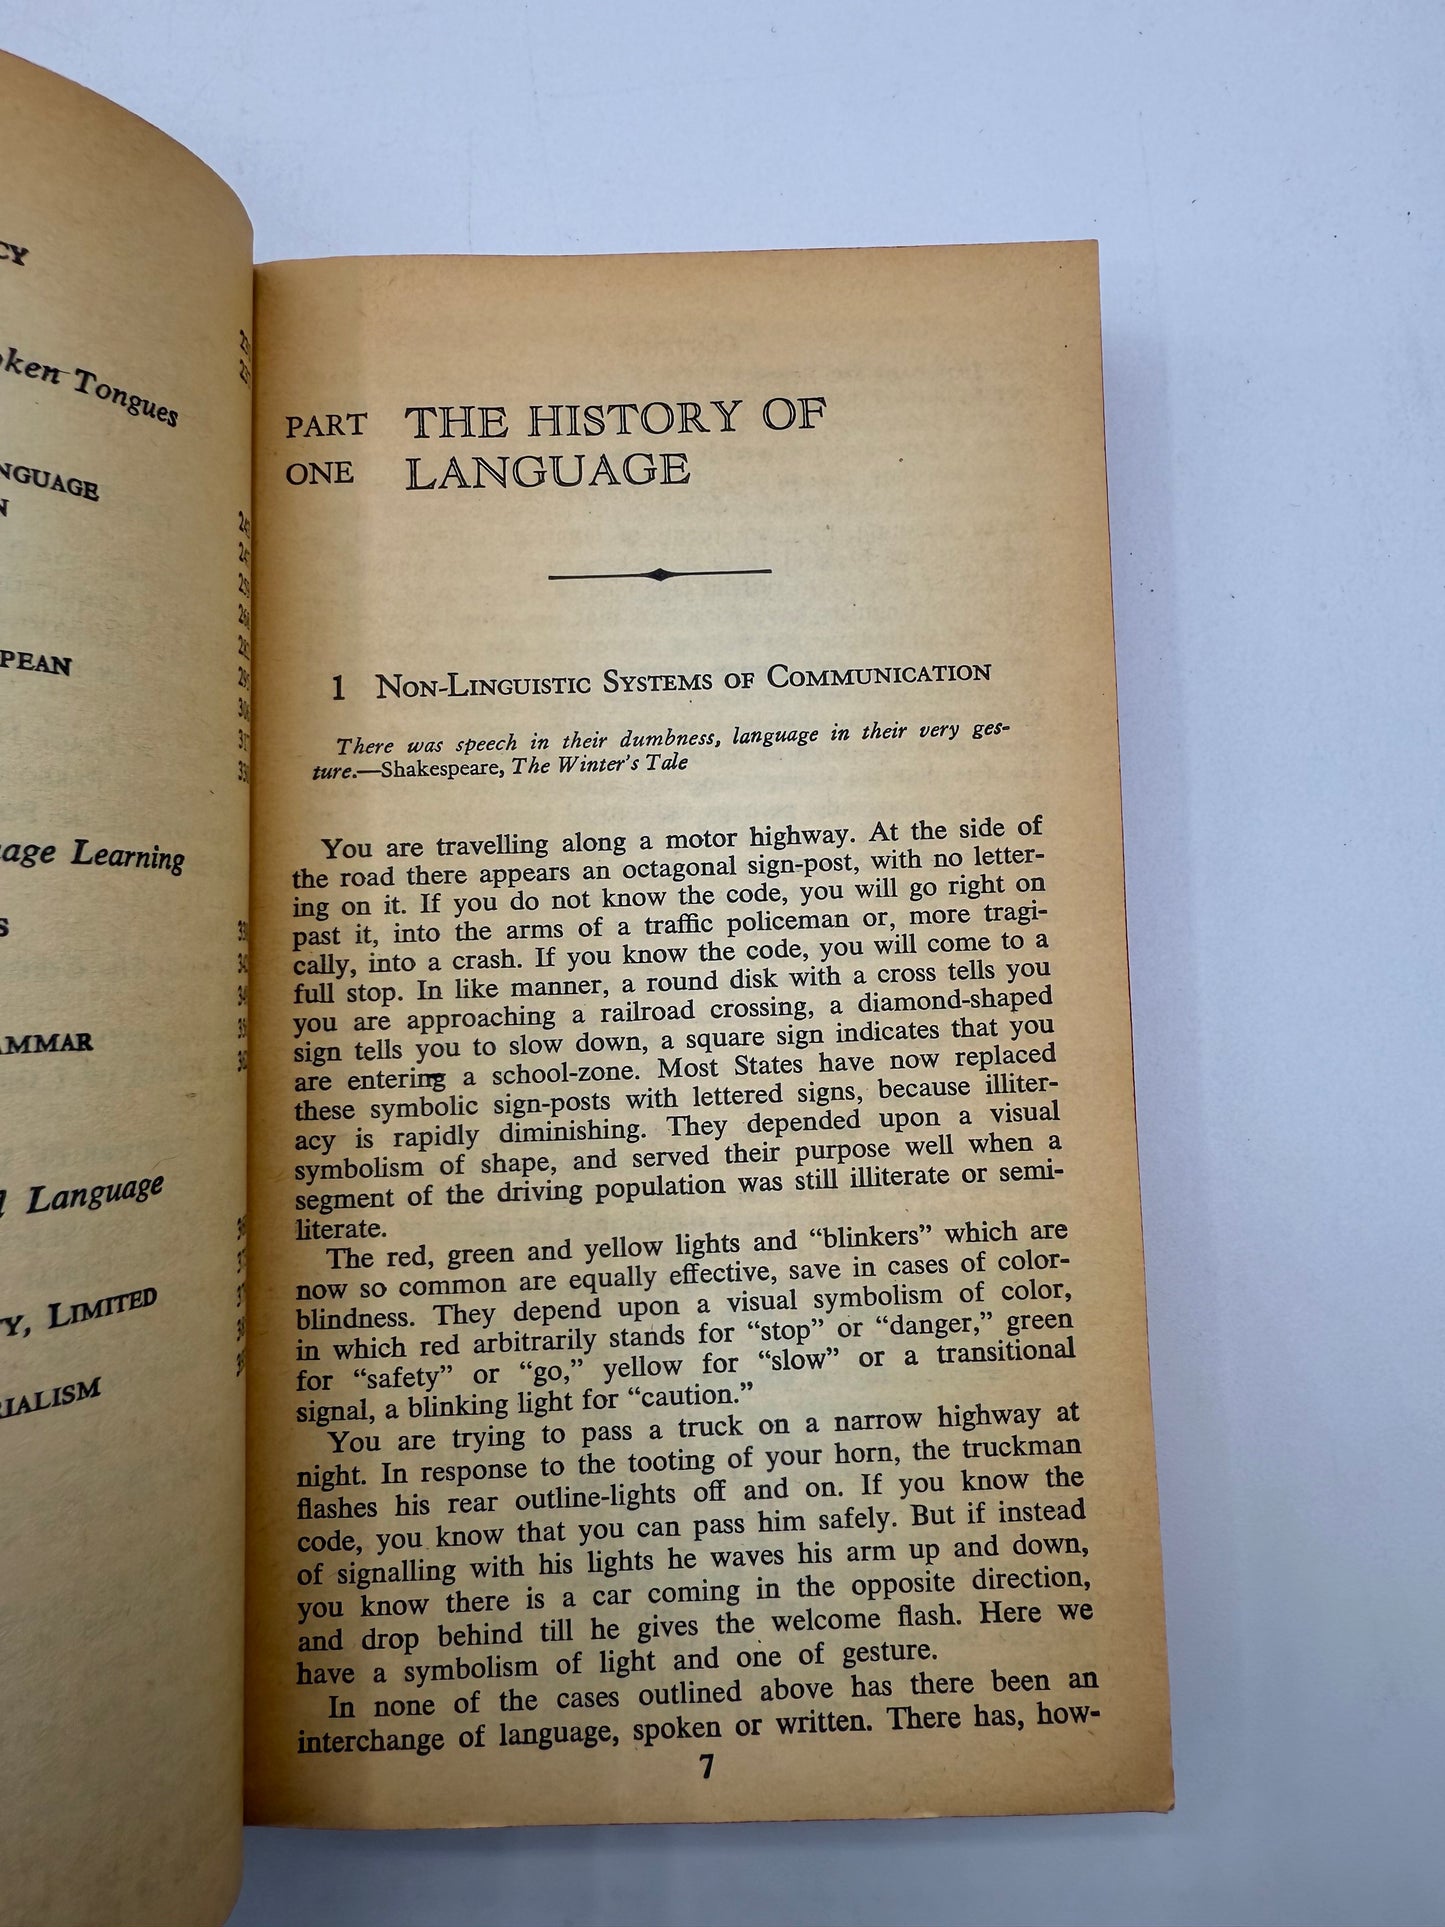 CY
oken Tongues
NGUAGE
N
PEAN
age Learning
S
AMMAR
l Language
Y, LIMITED
RIALISM
259
268
282
295
306
317
330
PART THE HISTORY OF
ONE LANGUAGE
1 NON-LINGUISTIC SYSTEMS OF COMMUNICATION
There was speech in their dumbness, language in their very ges-
ture.—Shakespeare, The Winter's Tale
You are travelling along a motor highway. At the side of
the road there appears an octagonal sign-post, with no letter-
ing on it. If you do not know the code, you will go right on
past it, into the arms of a traffic policeman or, more tragi-
cally, into a crash. If you know the code, you will come to a
full stop. In like manner, a round disk with a cross tells you
you are approaching a railroad crossing, a diamond-shaped
sign tells you to slow down, a square sign indicates that you
are entering a school-zone. Most States have now replaced
these symbolic sign-posts with lettered signs, because illiter-
acy is rapidly diminishing. They depended upon a visual
symbolism of shape, and served their purpose well when a
segment of the driving population was still illiterate or semi-
literate.
The red, green and yellow lights and “blinkers” which are
now so common are equally effective, save in cases of color-
blindness. They depend upon a visual symbolism of color,
in which red arbitrarily stands for “stop” or “danger,” green
for “safety” or “go,” yellow for “slow” or a transitional
signal, a blinking light for “caution.”
You are trying to pass a truck on a narrow highway at
night. In response to the tooting of your horn, the truckman
flashes his rear outline-lights off and on. If you know the
code, you know that you can pass him safely. But if instead
of signalling with his lights he waves his arm up and down,
you know there is a car coming in the opposite direction,
and drop behind till he gives the welcome flash. Here we
have a symbolism of light and one of gesture.
In none of the cases outlined above has there been an
interchange of language, spoken or written. There has, how-
7